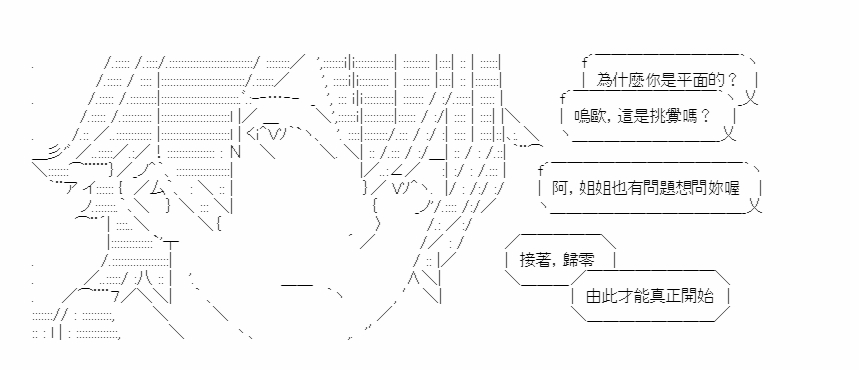 為什麼你是平面的？
嗚歐，這是挑釁嗎？
阿，姐姐也有問題想問妳喔
接著，歸零
由此才能真正開始